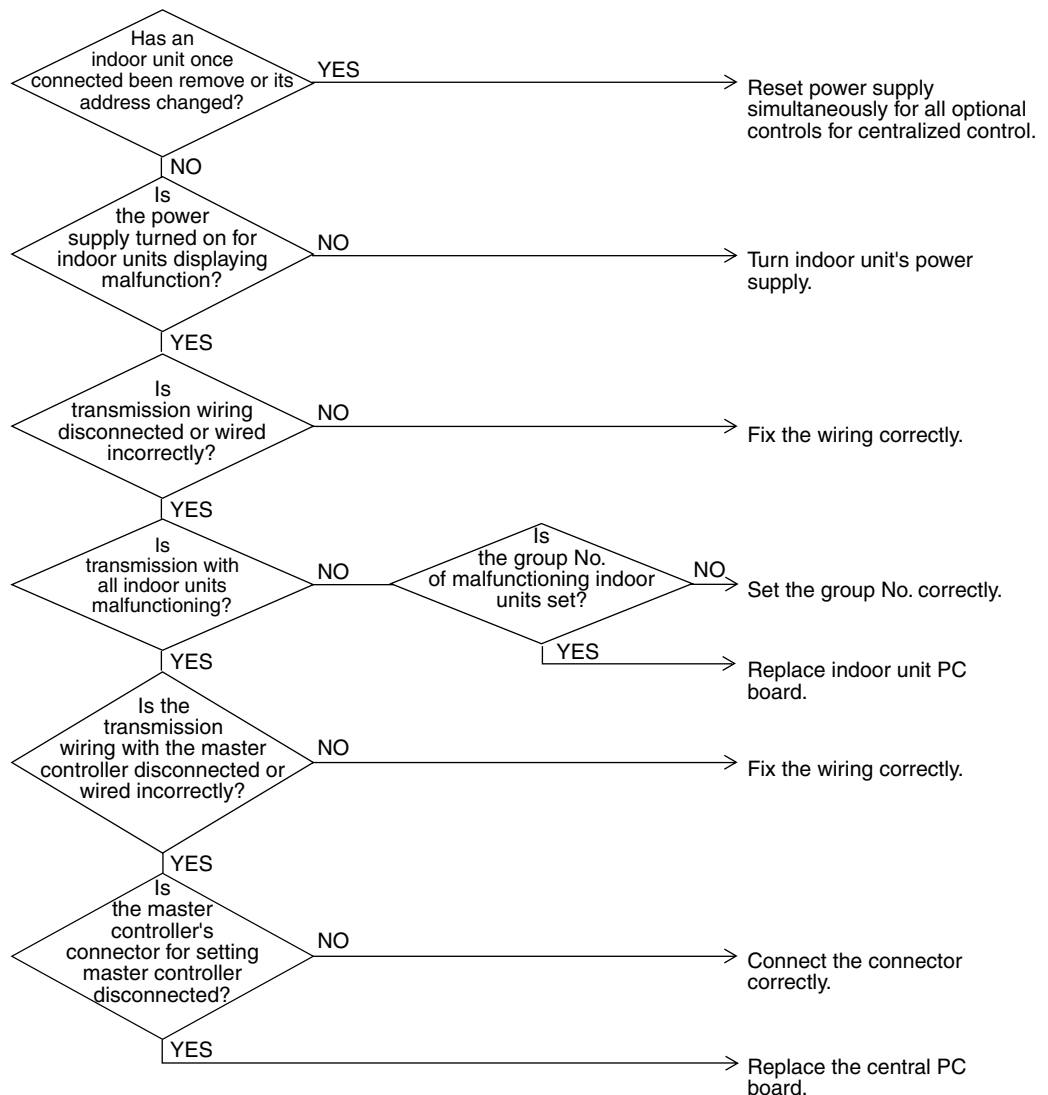 Has an
indoor unit once
connected been remove or its
address changed?
YES
Reset power supply
simultaneously for all optional
controls for centralized control.
NO
Is
the power
supply turned on for
indoor units displaying
malfunction?
NO
Turn indoor unit's power
supply.
YES
Is
transmission wiring
disconnected or wired
incorrectly?
NO
Fix the wiring correctly.
YES
Is
transmission with
all indoor units
malfunctioning?
NO
Is
the group No.
of malfunctioning indoor
units set?
NO
Set the group No. correctly.
YES
Replace indoor unit PC
board.
YES
Is the
transmission
wiring with the master
controller disconnected or
wired incorrectly?
NO
Fix the wiring correctly.
YES
Is
the master
controller's
connector for setting
master controller
disconnected?
NO
Connect the connector
correctly.
YES
Replace the central PC
board.